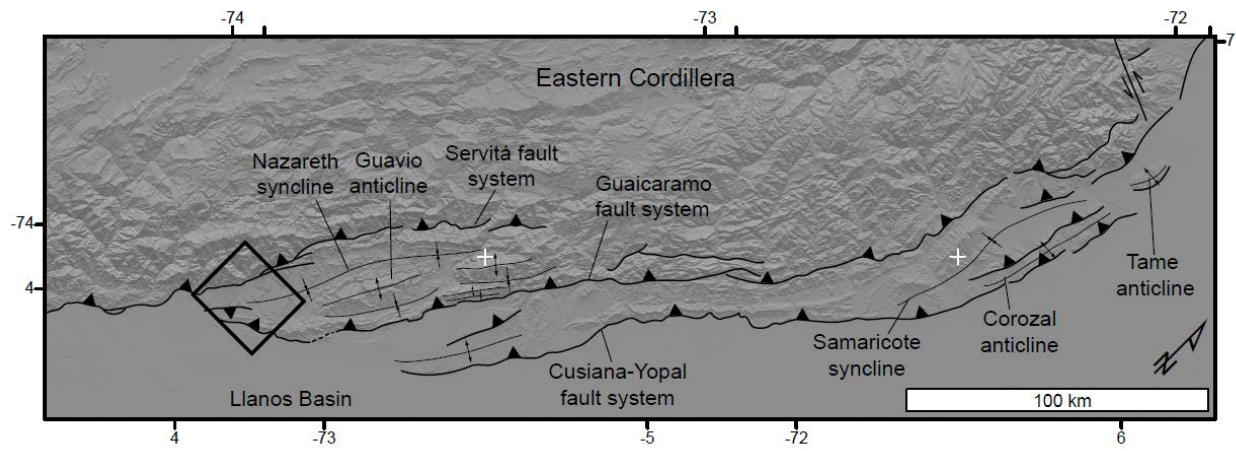 -74
-73
-72
7
Eastern Cordillera
Nazareth
syncline
Guavio
anticline
Servitá fault
system
Guaicaramo
fault system
-74
4
Tame
anticline
Samaricote
syncline
Corozal
anticline
N
Llanos Basin
Cusiana-Yopal
fault system
100 km
4
-73
-5
-72
6